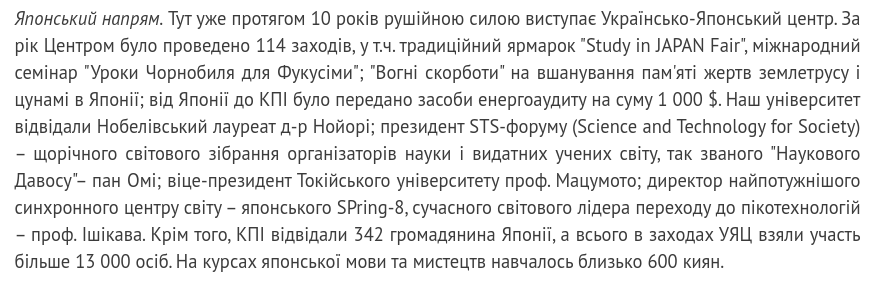 Японський напрям. Тут уже протягом 10 років рушійною силою виступає Українсько-Японський центр. За
рік Центром було проведено 114 заходів, у т.ч. традиційний ярмарок "Study in JAPAN Fair", міжнародний
семінар "Уроки Чорнобиля для Фукусіми"; "Вогні скорботи" на вшанування пам'яті жертв землетрусу і
цунамі в Японії; від Японії до КПІ було передано засоби енергоаудиту на суму 1 000 $. Наш університет
відвідали Нобелівський лауреат д-р Нойорі; президент STS-форуму (Science and Technology for Society)
– щорічного світового зібрання організаторів науки і видатних учених світу, так званого "Наукового
Давосу"– пан Омі; віце-президент Токійського університету проф. Мацумото; директор найпотужнішого
синхронного центру світу – японського SPring-8, сучасного світового лідера переходу до пікотехнологій
– проф. Ішікава. Крім того, КПІ відвідали 342 громадянина Японії, а всього в заходах УЯЦ взяли участь
більше 13 000 осіб. На курсах японської мови та мистецтв навчалось близько 600 киян.